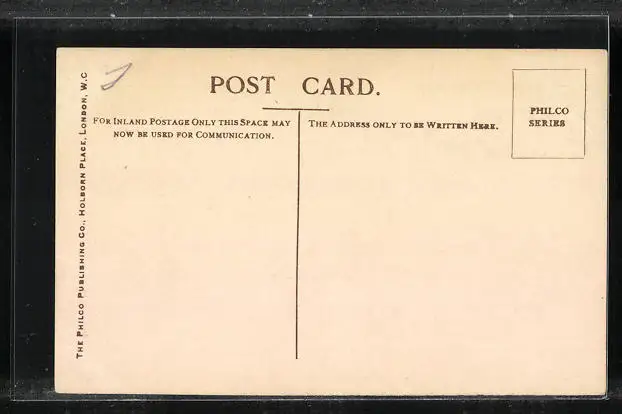 POST CARD.
FOR INLAND POSTAGE ONLY THIS SPACE MAY
NOW BE USED FOR COMMUNICATION.
THE ADDRESS ONLY TO BE WRITTEN HERE.
PHILCO
SERIES
THE PHILCO PUBLISHING CO., HOLBORN PLACE, LONDON, W.C